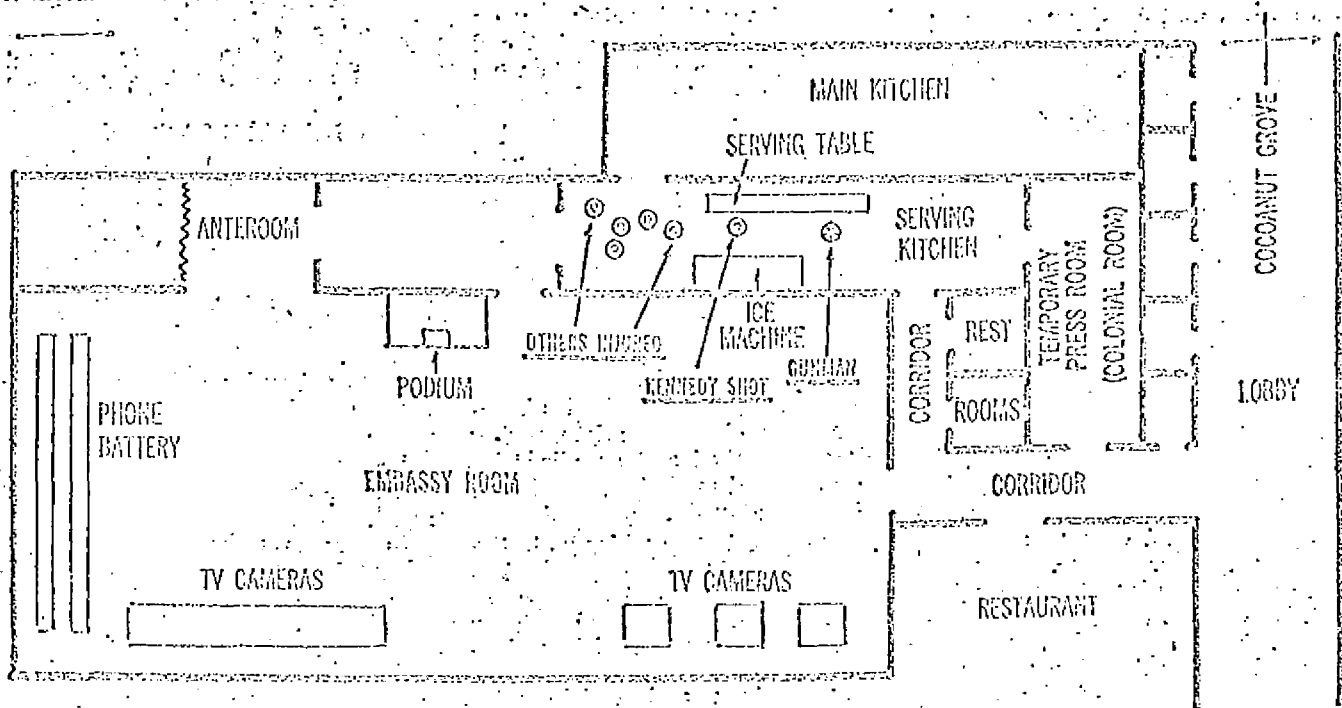 MAIN KITCHEN
SERVING TABLE
COCOANUT GROVE
ANTEROOM
SERVING
KITCHEN
TEMPORARY
PRESS ROOM
(COLONIAL ROOM)
ICE
MACHINE
OTHERS INJURED
KENNEDY SHOT
GUNMAN
PODIUM
CORRIDOR
REST
ROOMS
LOBBY
PHONE
BATTERY
EMBASSY ROOM
CORRIDOR
TV CAMERAS
TV CAMERAS
RESTAURANT